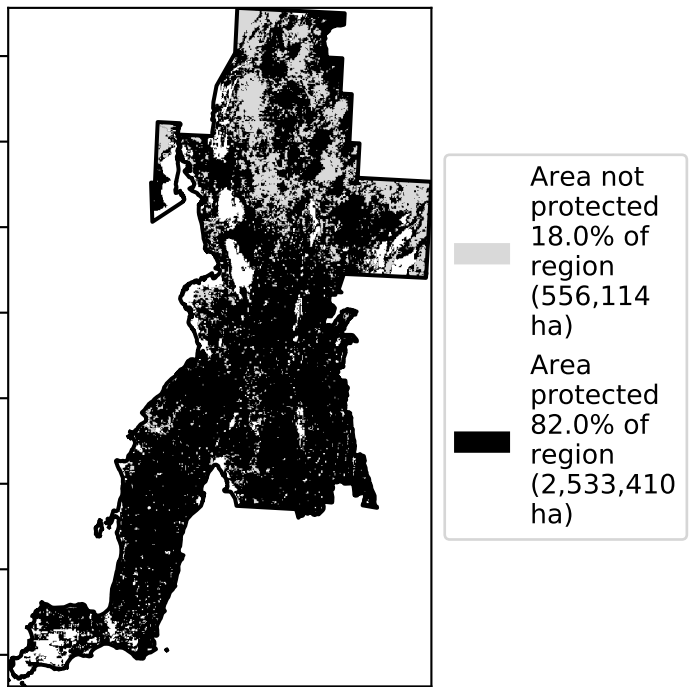 Area not
protected
18.0% of
region
(556,114
ha)
Area
protected
82.0% of
region
(2,533,410
ha)